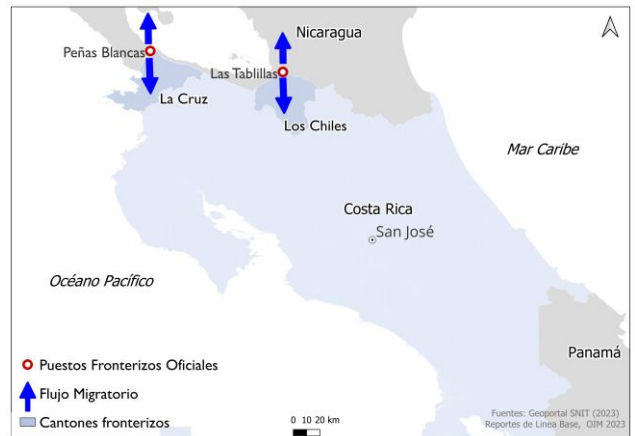 Nicaragua
Peñas Blancas
Las Tablillas
La Cruz
Los Chiles
Mar Caribe
Costa Rica
San José
Océano Pacífico
Panamá
Puestos Fronterizos Oficiales
Flujo Migratorio
Cantones fronterizos
0 10 20 km
Fuentes: Geoportal SNIT (2023)
Reportes de Línea Base, OIM 2023